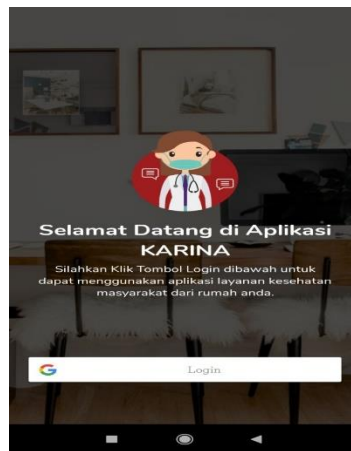 Selamat Datang di Aplikasi
KARINA
Silahkan Klik Tombol Login dibawah untuk
dapat menggunakan aplikasi layanan kesehatan
masyarakat dari rumah anda.
Login